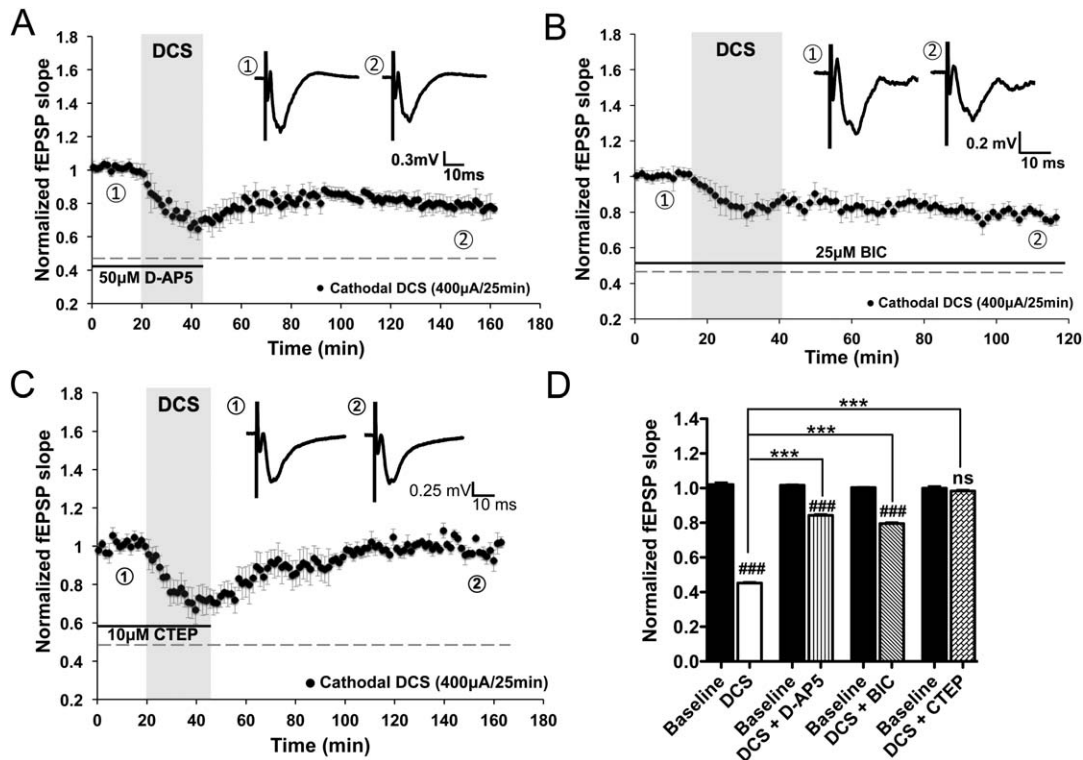 A
Normalized fEPSP slope
1.8
1.6
1.4
1.2
1
0.8
0.6
0.4
0.2
DCS
①
②
①
②
0.3mV
10ms
50µM D-AP5
● Cathodal DCS (400µA/25min)
0 20 40 60 80 100 120 140 160 180
Time (min)
B
Normalized fEPSP slope
1.8
1.6
1.4
1.2
1.0
0.8
0.6
0.4
0.2
DCS
①
②
①
②
0.2 mV
10 ms
25µM BIC
● Cathodal DCS (400µA/25min)
0 20 40 60 80 100 120
Time (min)
C
Normalized fEPSP slope
1.8
1.6
1.4
1.2
1
0.8
0.6
0.4
0.2
DCS
①
②
①
②
0.25 mV
10 ms
10µM CTEP
● Cathodal DCS (400µA/25min)
0 20 40 60 80 100 120 140 160 180
Time (min)
D
Normalized fEPSP slope
1.4
1.2
1.0
0.8
0.6
0.4
0.2
0.0
***
***
***
ns
###
###
###
Baseline
DCS
Baseline
DCS + D-AP5
Baseline
DCS + BIC
Baseline
DCS + CTEP